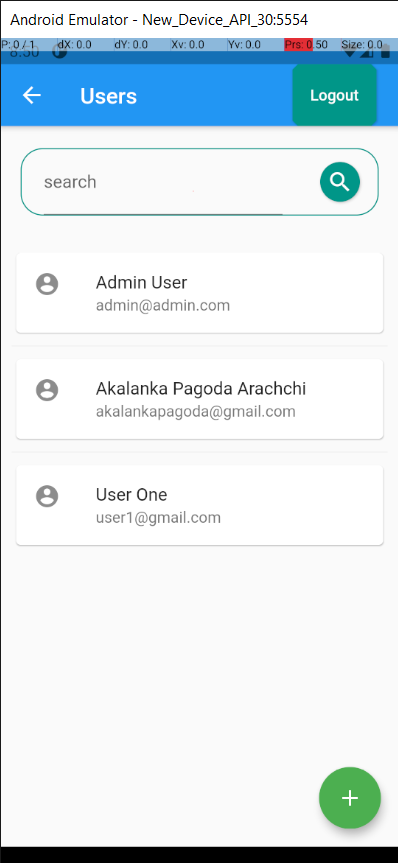 Android Emulator - New_Device_API_30:5554
P: 0 / 1 dX: 0.0 dY: 0.0 Xv: 0.0 Yv: 0.0 Prs: 0.50 Size: 0.0
Users
Logout
search
Admin User
admin@admin.com
Akalanka Pagoda Arachchi
akalankapagoda@gmail.com
User One
user1@gmail.com